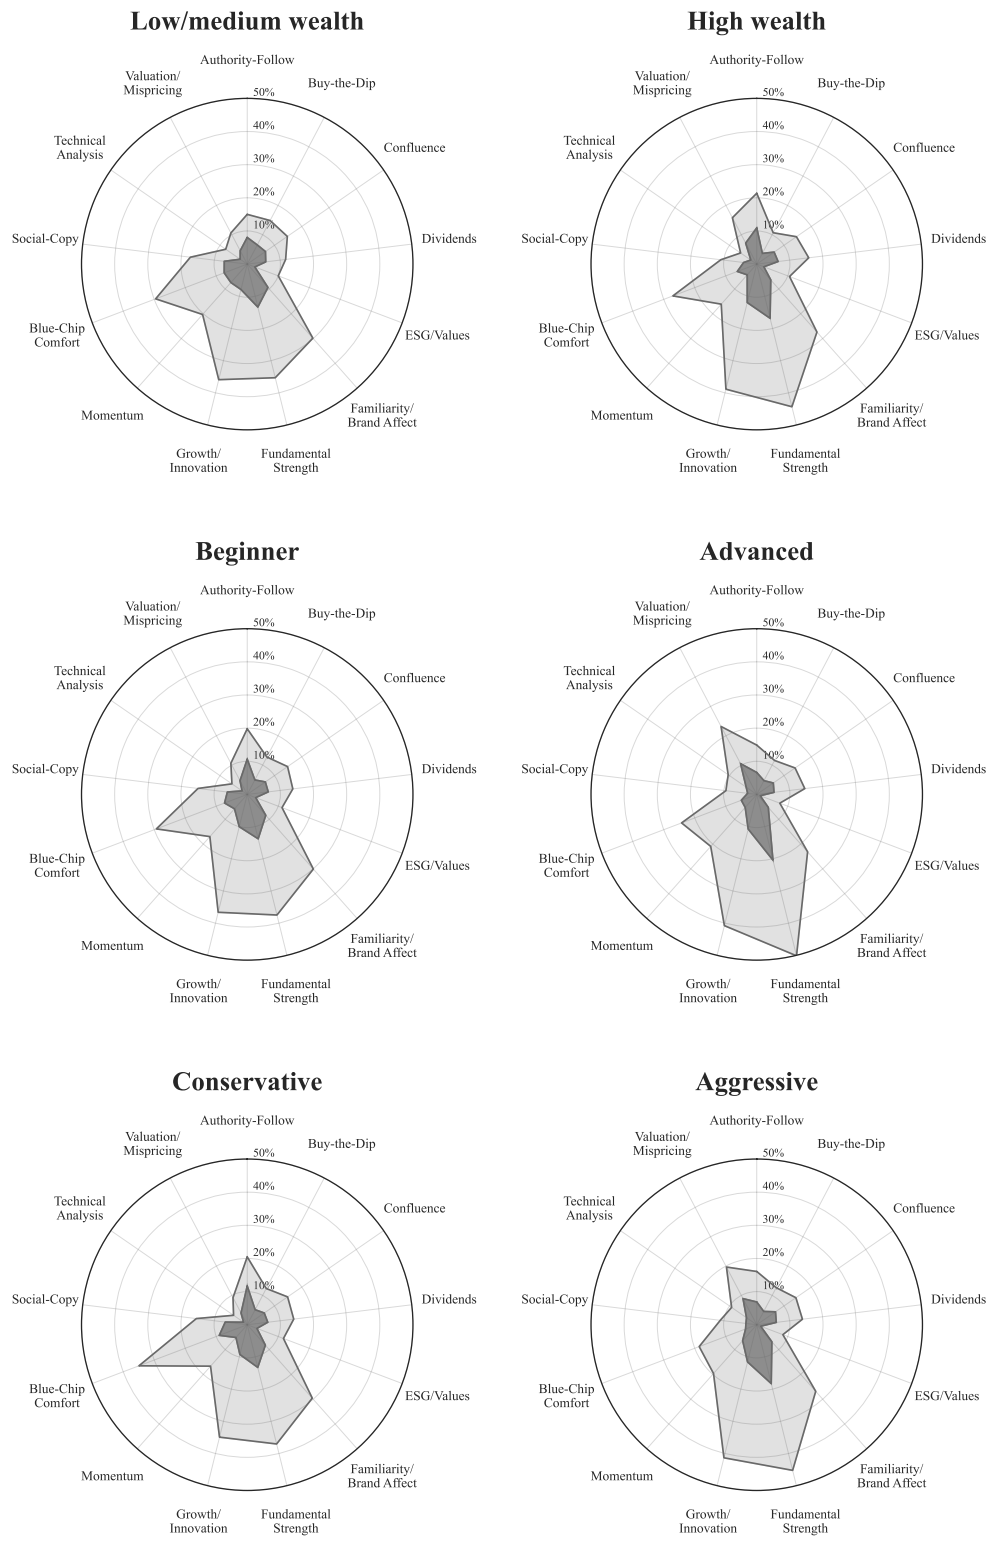 Low/medium wealth
Authority-Follow
Buy-the-Dip
Confluence
Dividends
ESG/Values
Familiarity/
Brand Affect
Fundamental
Strength
Growth/
Innovation
Momentum
Blue-Chip
Comfort
Social-Copy
Technical
Analysis
Valuation/
Mispricing
50%
40%
30%
20%
10%
High wealth
Authority-Follow
Buy-the-Dip
Confluence
Dividends
ESG/Values
Familiarity/
Brand Affect
Fundamental
Strength
Growth/
Innovation
Momentum
Blue-Chip
Comfort
Social-Copy
Technical
Analysis
Valuation/
Mispricing
50%
40%
30%
20%
10%
Beginner
Authority-Follow
Buy-the-Dip
Confluence
Dividends
ESG/Values
Familiarity/
Brand Affect
Fundamental
Strength
Growth/
Innovation
Momentum
Blue-Chip
Comfort
Social-Copy
Technical
Analysis
Valuation/
Mispricing
50%
40%
30%
20%
10%
Advanced
Authority-Follow
Buy-the-Dip
Confluence
Dividends
ESG/Values
Familiarity/
Brand Affect
Fundamental
Strength
Growth/
Innovation
Momentum
Blue-Chip
Comfort
Social-Copy
Technical
Analysis
Valuation/
Mispricing
50%
40%
30%
20%
10%
Conservative
Authority-Follow
Buy-the-Dip
Confluence
Dividends
ESG/Values
Familiarity/
Brand Affect
Fundamental
Strength
Growth/
Innovation
Momentum
Blue-Chip
Comfort
Social-Copy
Technical
Analysis
Valuation/
Mispricing
50%
40%
30%
20%
10%
Aggressive
Authority-Follow
Buy-the-Dip
Confluence
Dividends
ESG/Values
Familiarity/
Brand Affect
Fundamental
Strength
Growth/
Innovation
Momentum
Blue-Chip
Comfort
Social-Copy
Technical
Analysis
Valuation/
Mispricing
50%
40%
30%
20%
10%